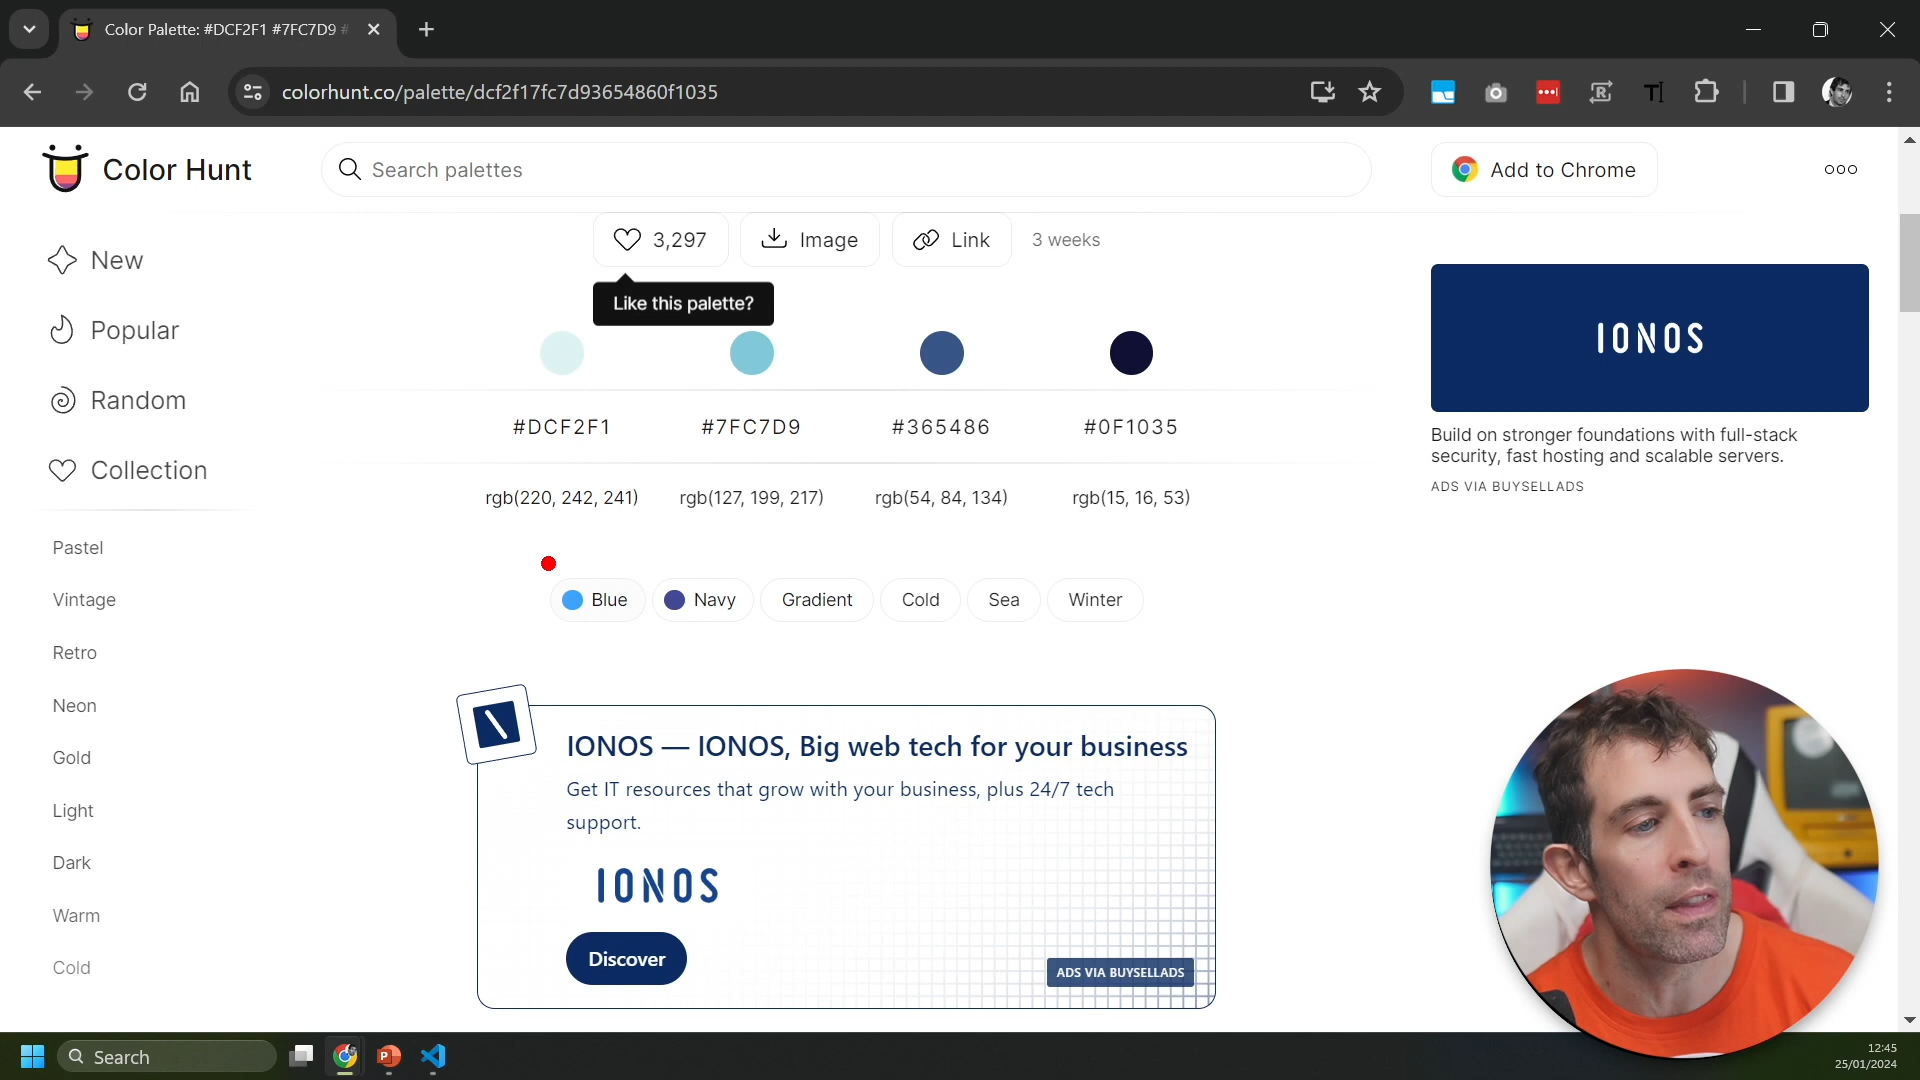 Color Palette: #DCF2F1 #7FC7D9 #
colorhunt.co/palette/dcf2f17fc7d93654860f1035
Color Hunt
Search palettes
Add to Chrome
3,297
Image
Link
3 weeks
Like this palette?
New
Popular
Random
Collection
Pastel
Vintage
Retro
Neon
Gold
Light
Dark
Warm
Cold
#DCF2F1
#7FC7D9
#365486
#0F1035
rgb(220, 242, 241)
rgb(127, 199, 217)
rgb(54, 84, 134)
rgb(15, 16, 53)
Blue
Navy
Gradient
Cold
Sea
Winter
IONOS
Build on stronger foundations with full-stack
security, fast hosting and scalable servers.
ADS VIA BUYSELLADS
IONOS — IONOS, Big web tech for your business
Get IT resources that grow with your business, plus 24/7 tech
support.
IONOS
Discover
ADS VIA BUYSELLADS
Search
12:45
25/01/2024